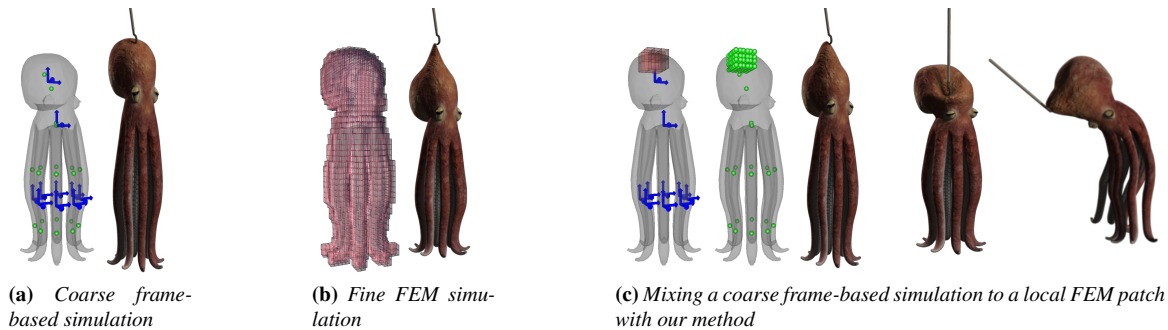 (a) Coarse frame-
based simulation
(b) Fine FEM simu-
lation
(c) Mixing a coarse frame-based simulation to a local FEM patch
with our method